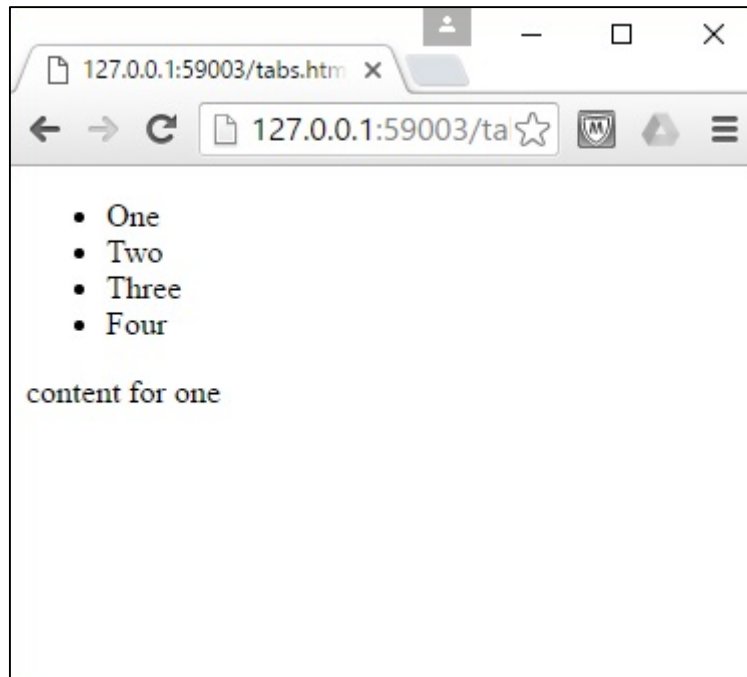 127.0.0.1:59003/tabs.htm
127.0.0.1:59003/ta
One
Two
Three
Four
content for one